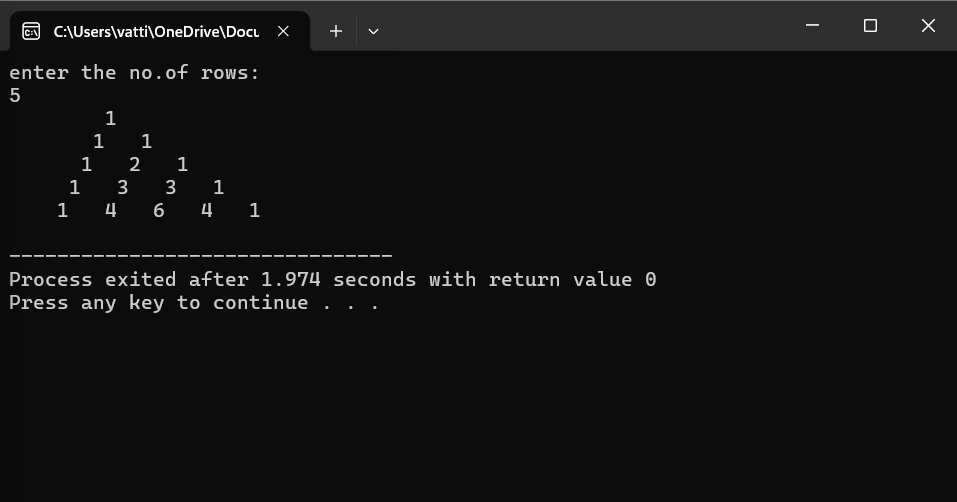 C:\Users\vatti\OneDrive\Docu
enter the no.of rows:
5
        1
       1   1
      1   2   1
     1   3   3   1
    1   4   6   4   1
--------------------------------
Process exited after 1.974 seconds with return value 0
Press any key to continue . . .